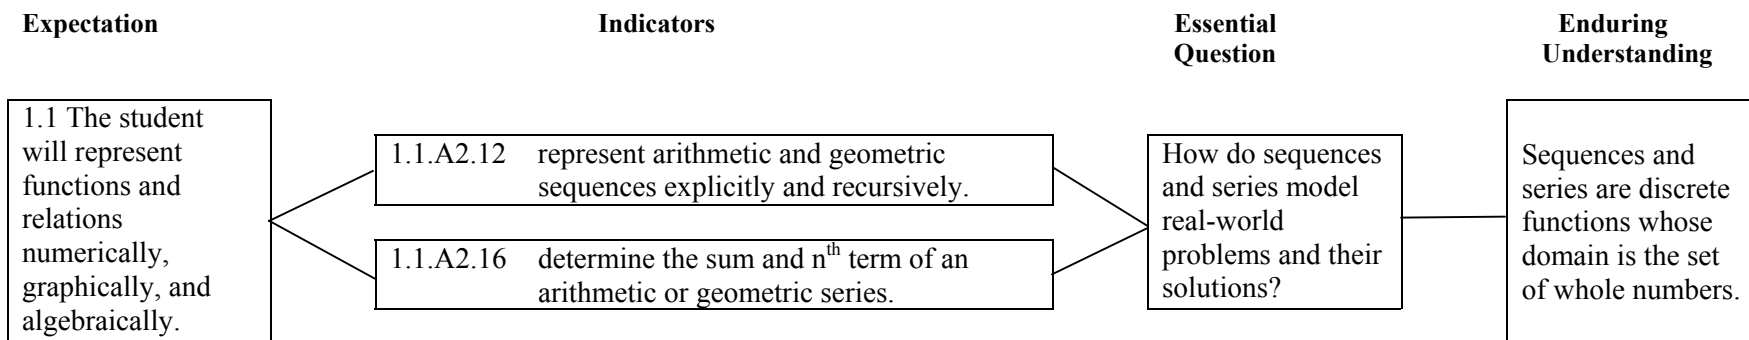 Expectation
Indicators
Essential
Question
Enduring
Understanding
1.1 The student
will represent
functions and
relations
numerically,
graphically, and
algebraically.
1.1.A2.12 represent arithmetic and geometric
sequences explicitly and recursively.
1.1.A2.16 determine the sum and nth term of an
arithmetic or geometric series.
How do sequences
and series model
real-world
problems and their
solutions?
Sequences and
series are discrete
functions whose
domain is the set
of whole numbers.